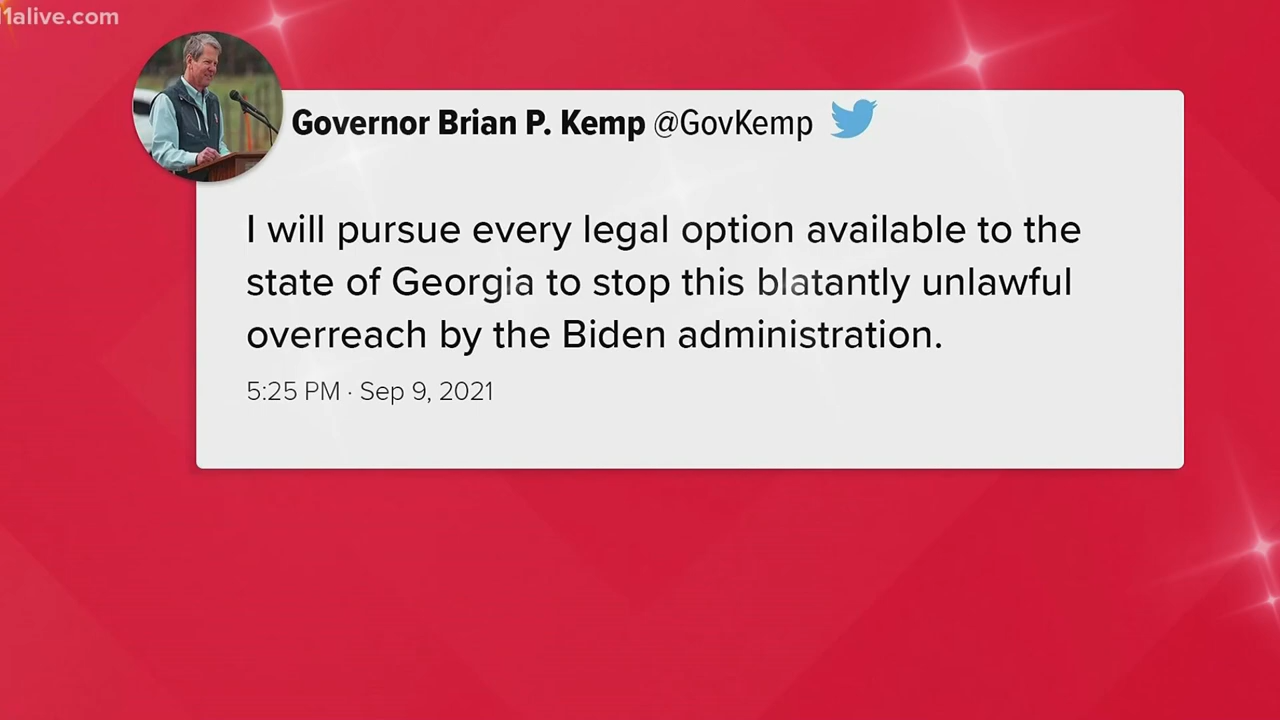 11alive.com
Governor Brian P. Kemp @GovKemp
I will pursue every legal option available to the
state of Georgia to stop this blatantly unlawful
overreach by the Biden administration.
5:25 PM · Sep 9, 2021